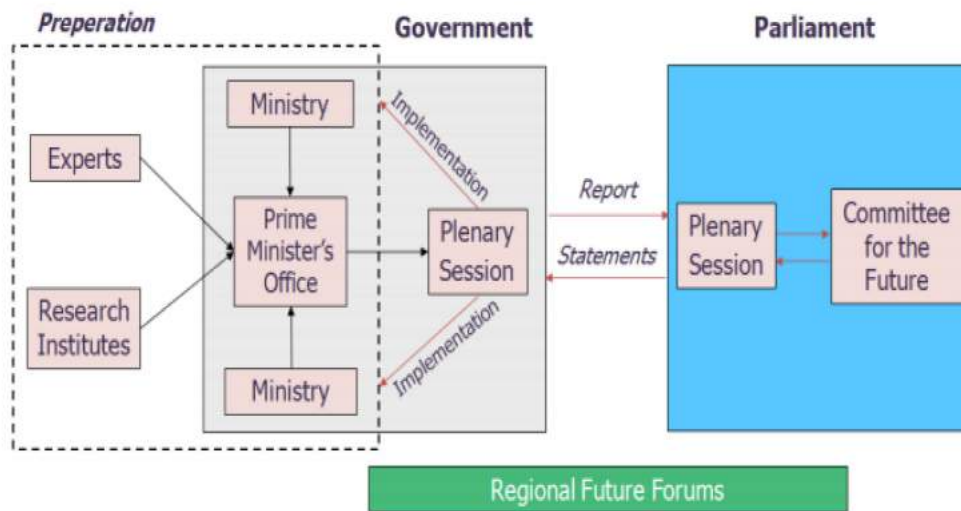 Preperation
Government
Parliament
Ministry
Implementation
Experts
Prime
Minister's
Office
Plenary
Session
Report
Statements
Plenary
Session
Committee
for the
Future
Research
Institutes
Implementation
Ministry
Regional Future Forums